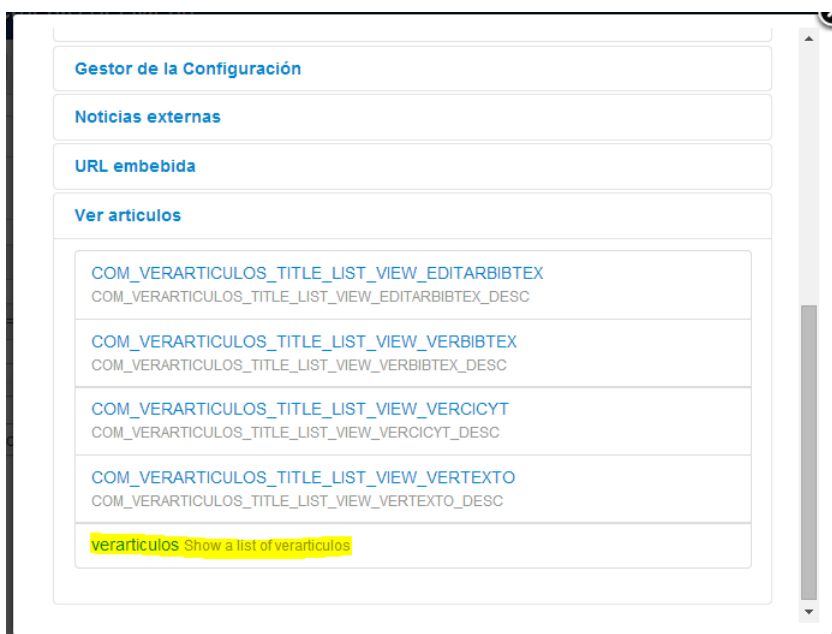 Gestor de la Configuración
Noticias externas
URL embebida
Ver articulos
COM_VERARTICULOS_TITLE_LIST_VIEW_EDITARBIBTEX
COM_VERARTICULOS_TITLE_LIST_VIEW_EDITARBIBTEX_DESC
COM_VERARTICULOS_TITLE_LIST_VIEW_VERBIBTEX
COM_VERARTICULOS_TITLE_LIST_VIEW_VERBIBTEX_DESC
COM_VERARTICULOS_TITLE_LIST_VIEW_VERCICYT
COM_VERARTICULOS_TITLE_LIST_VIEW_VERCICYT_DESC
COM_VERARTICULOS_TITLE_LIST_VIEW_VERTEXTO
COM_VERARTICULOS_TITLE_LIST_VIEW_VERTEXTO_DESC
verarticulos Show a list of verarticulos